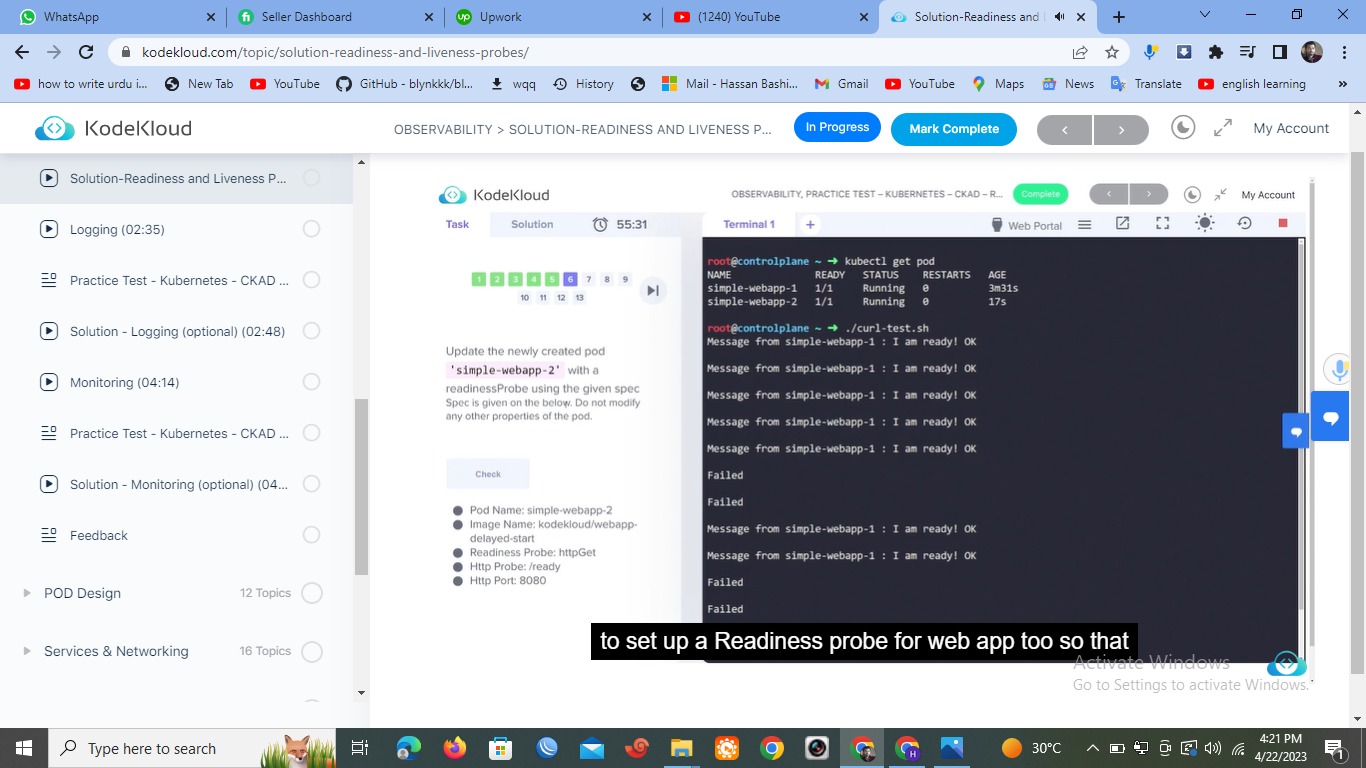 WhatsApp
Seller Dashboard
Upwork
(1240) YouTube
Solution-Readiness and L
kodekloud.com/topic/solution-readiness-and-liveness-probes/
how to write urdu i...
New Tab
YouTube
GitHub - blynkkk/bl...
wqq
History
Mail - Hassan Bashi...
Gmail
YouTube
Maps
News
Translate
english learning
KodeKloud
OBSERVABILITY > SOLUTION-READINESS AND LIVENESS P...
In Progress
Mark Complete
<
>
My Account
Solution-Readiness and Liveness P...
Logging (02:35)
Practice Test - Kubernetes - CKAD ...
Solution - Logging (optional) (02:48)
Monitoring (04:14)
Practice Test - Kubernetes - CKAD ...
Solution - Monitoring (optional) (04...
Feedback
POD Design
12 Topics
Services & Networking
16 Topics
KodeKloud
OBSERVABILITY, PRACTICE TEST – KUBERNETES – CKAD – R...
Complete
<
>
My Account
Task
Solution
55:31
1 2 3 4 5 6 7 8 9
10 11 12 13
Update the newly created pod
'simple-webapp-2' with a
readinessProbe using the given spec
Spec is given on the below. Do not modify
any other properties of the pod.
Check
Pod Name: simple-webapp-2
Image Name: kodekloud/webapp-
delayed-start
Readiness Probe: httpGet
Http Probe: /ready
Http Port: 8080
Terminal 1
+
Web Portal
root@controlplane ~ ➜ kubectl get pod
NAME READY STATUS RESTARTS AGE
simple-webapp-1 1/1 Running 0 3m31s
simple-webapp-2 1/1 Running 0 17s
root@controlplane ~ ➜ ./curl-test.sh
Message from simple-webapp-1 : I am ready! OK
Message from simple-webapp-1 : I am ready! OK
Message from simple-webapp-1 : I am ready! OK
Message from simple-webapp-1 : I am ready! OK
Message from simple-webapp-1 : I am ready! OK
Failed
Failed
Message from simple-webapp-1 : I am ready! OK
Message from simple-webapp-1 : I am ready! OK
Failed
Failed
to set up a Readiness probe for web app too so that
Activate Windows
Go to Settings to activate Windows.
Type here to search
30°C
4:21 PM
4/22/2023
1